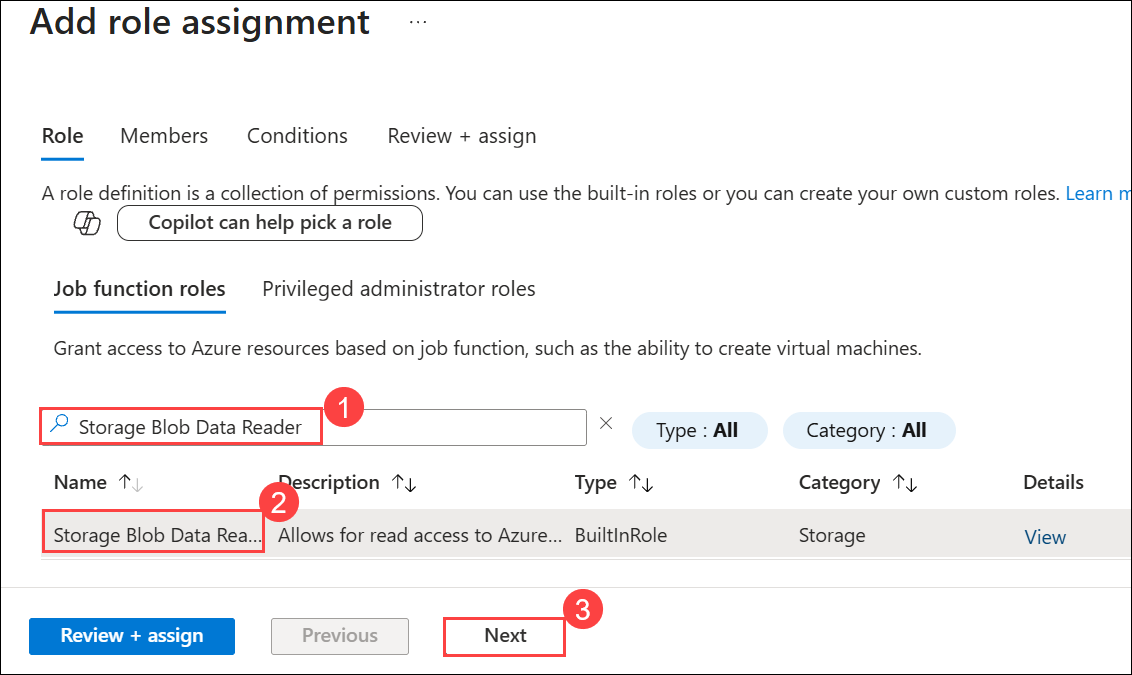 Add role assignment ...
Role Members Conditions Review + assign
A role definition is a collection of permissions. You can use the built-in roles or you can create your own custom roles. Learn m
Copilot can help pick a role
Job function roles Privileged administrator roles
Grant access to Azure resources based on job function, such as the ability to create virtual machines.
1
Storage Blob Data Reader Type : All Category : All
Name Description Type Category Details
2
Storage Blob Data Rea... Allows for read access to Azure... BuiltInRole Storage View
3
Review + assign Previous Next